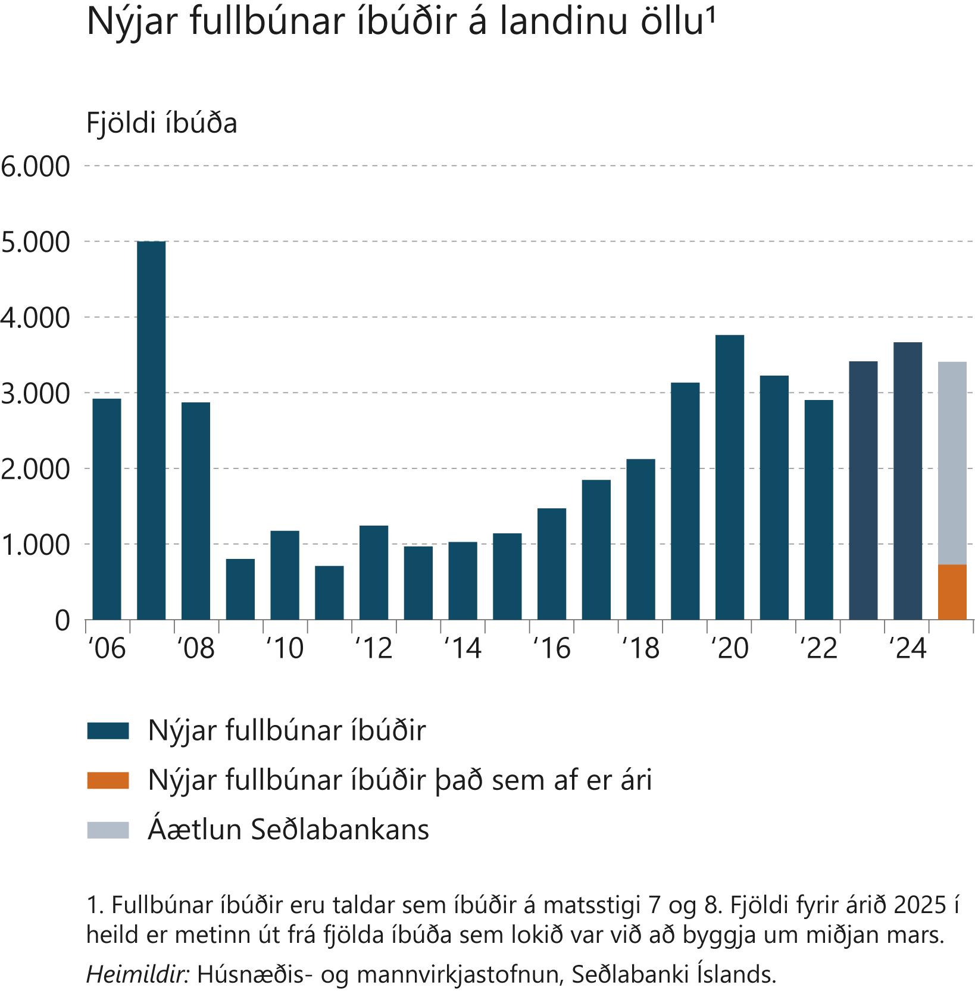 Nýjar fullbúnar íbúðir á landinu öllu¹
Fjöldi íbúða
6.000
5.000
4.000
3.000
2.000
1.000
0
‘06 ‘08 ‘10 ‘12 ‘14 ‘16 ‘18 ‘20 ‘22 ‘24
Nýjar fullbúnar íbúðir
Nýjar fullbúnar íbúðir það sem af er ári
Áætlun Seðlabankans
1. Fullbúnar íbúðir eru taldar sem íbúðir á matsstigi 7 og 8. Fjöldi fyrir árið 2025 í
heild er metinn út frá fjölda íbúða sem lokið var við að byggja um miðjan mars.
Heimildir: Húsnæðis- og mannvirkjastofnun, Seðlabanki Íslands.